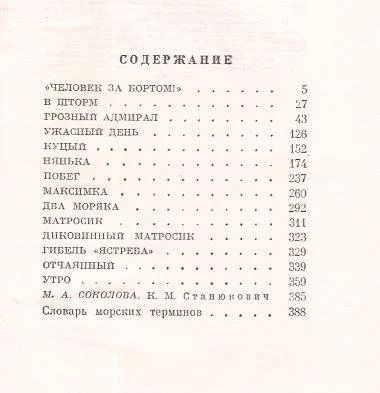 СОДЕРЖАНИЕ
«ЧЕЛОВЕК ЗА БОРТОМ!» . . . . . . 5
В ШТОРМ . . . . . . . . . 27
ГРОЗНЫЙ АДМИРАЛ . . . . . . . 43
УЖАСНЫЙ ДЕНЬ . . . . . . . . 126
КУЦЫЙ . . . . . . . . . . 152
НЯНЬКА . . . . . . . . . . 174
ПОБЕГ . . . . . . . . . . 237
МАКСИМКА . . . . . . . . . 260
ДВА МОРЯКА . . . . . . . . . 292
МАТРОСИК . . . . . . . . . 311
ДИКОВИННЫЙ МАТРОСИК . . . . . . 323
ГИБЕЛЬ «ЯСТРЕБА» . . . . . . . 329
ОТЧАЯННЫЙ . . . . . . . . . 339
УТРО . . . . . . . . . . 359
М. А. СОКОЛОВА. К. М. Станюкович 385
Словарь морских терминов . . . . . 388